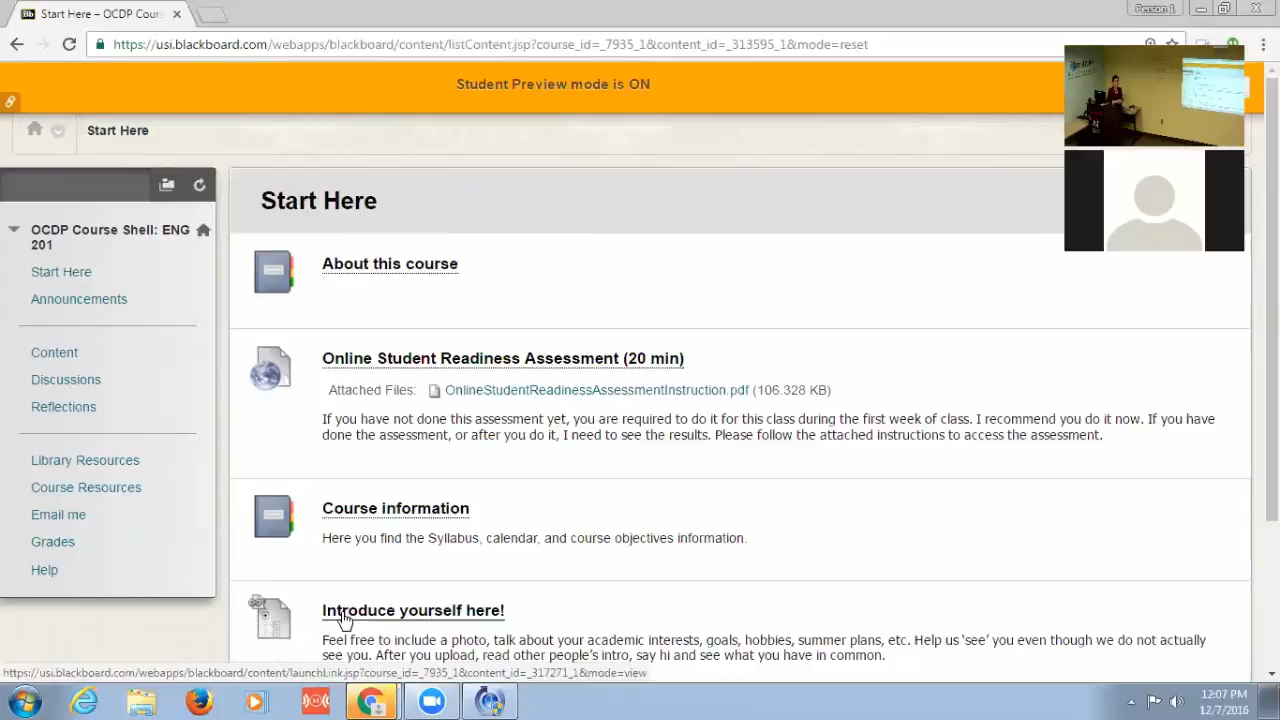 Start Here – OCDP Cour
Person 1
https://usi.blackboard.com/webapps/blackboard/content/listContent.jsp?course_id=_7935_1&content_id=_313595_1&mode=reset
Student Preview mode is ON
Start Here
OCDP Course Shell: ENG
201
Start Here
Announcements
Content
Discussions
Reflections
Library Resources
Course Resources
Email me
Grades
Help
Start Here
About this course
Online Student Readiness Assessment (20 min)
Attached Files: OnlineStudentReadinessAssessmentInstruction.pdf (106.328 KB)
If you have not done this assessment yet, you are required to do it for this class during the first week of class. I recommend you do it now. If you have
done the assessment, or after you do it, I need to see the results. Please follow the attached instructions to access the assessment.
Course information
Here you find the Syllabus, calendar, and course objectives information.
Introduce yourself here!
Feel free to include a photo, talk about your academic interests, goals, hobbies, summer plans, etc. Help us ‘see’ you even though we do not actually
see you. After you upload, read other people's intro, say hi and see what you have in common.
https://usi.blackboard.com/webapps/blackboard/content/launchLink.jsp?course_id=_7935_1&content_id=_317271_1&mode=view
12:07 PM
12/7/2016